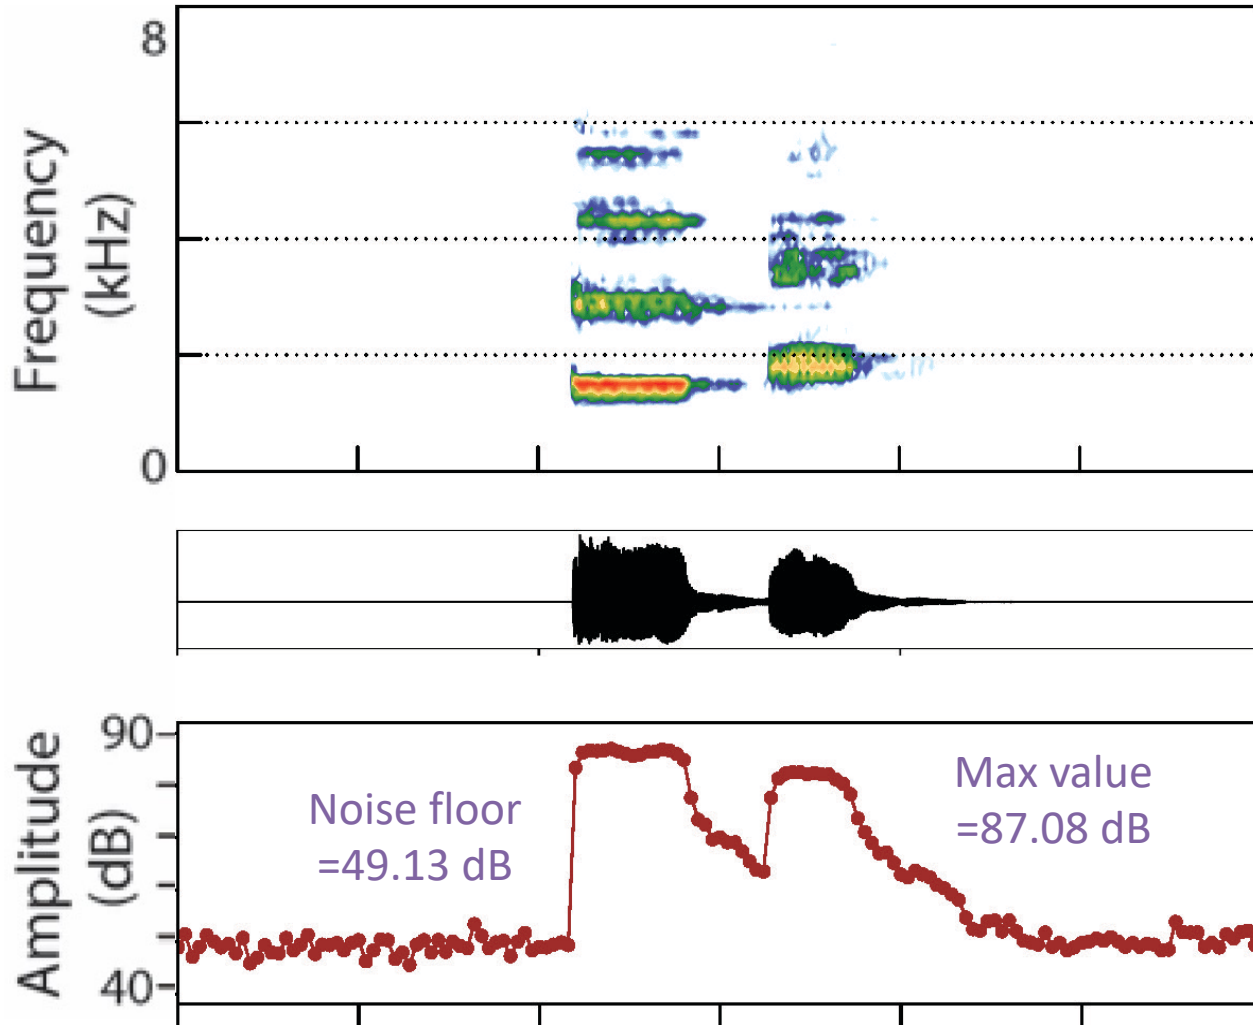 8
Frequency
(kHz)
0
90
Amplitude
(dB)
40
Noise floor
=49.13 dB
Max value
=87.08 dB